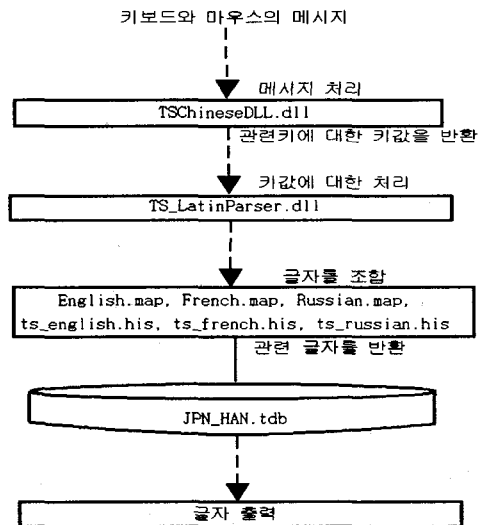 키보드와 마우스의 메시지
메시지 처리
TSChineseDLL.dll
관련키에 대한 키값을 반환
키값에 대한 처리
TS_LatinParser.dll
글자를 조합
English.map, French.map, Russian.map,
ts_english.his, ts_french.his, ts_russian.his
관련 글자를 반환
JPN_HAN.tdb
글자 출력